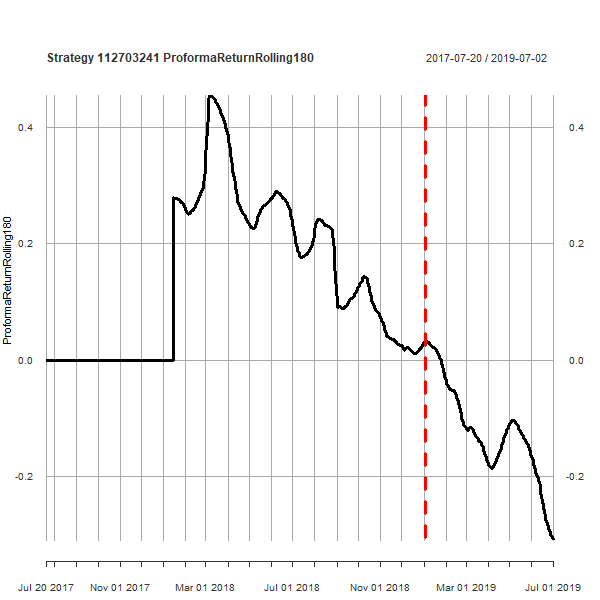 Strategy 112703241 ProformaReturnRolling180
2017-07-20 / 2019-07-02
ProformaReturnRolling180
0.4
0.2
0.0
-0.2
0.4
0.2
0.0
-0.2
Jul 20 2017
Nov 01 2017
Mar 01 2018
Jul 01 2018
Nov 01 2018
Mar 01 2019
Jul 01 2019